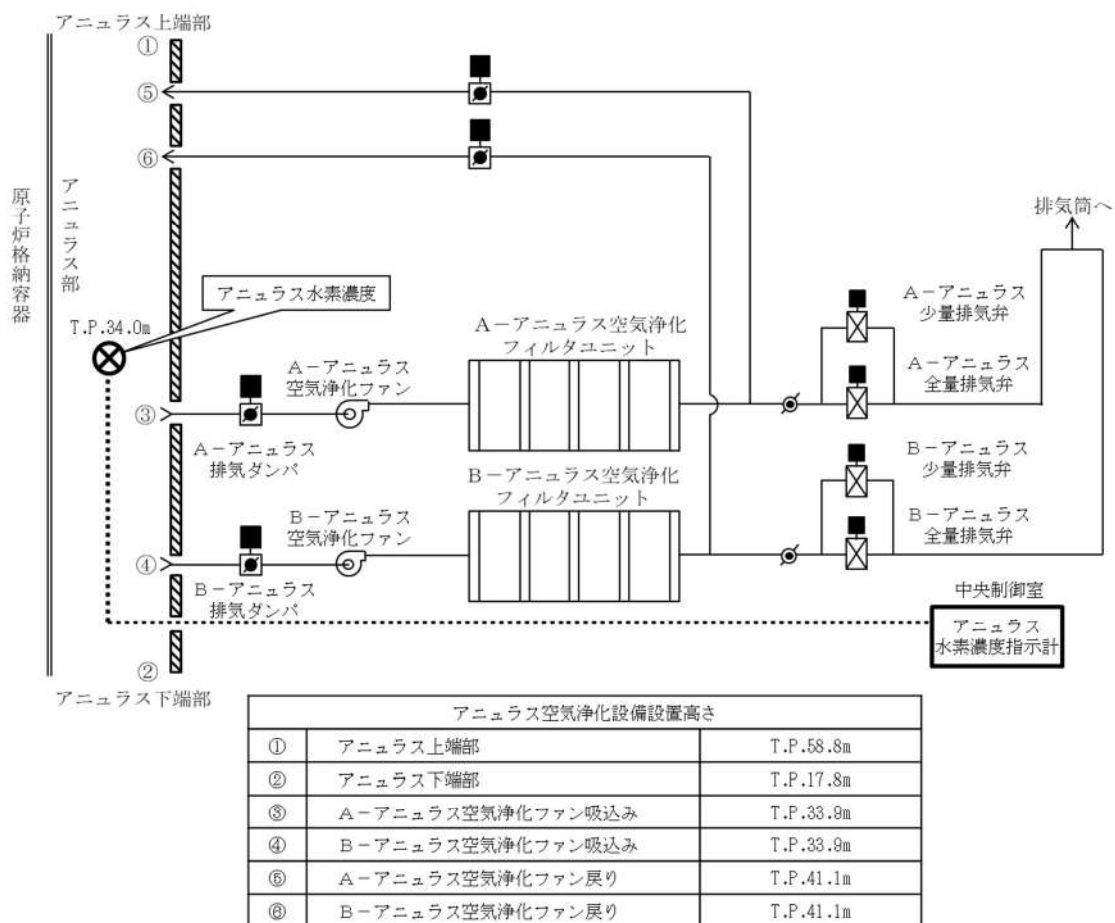 アニュラス上端部
①
⑤
⑥
原子炉格納容器
アニュラス部
排気筒へ
アニュラス水素濃度
T.P.34.0m
A-アニュラス空気浄化
フィルタユニット
A-アニュラス
少量排気弁
A-アニュラス
空気浄化ファン
A-アニュラス
全量排気弁
③
A-アニュラス
排気ダンパ
B-アニュラス空気浄化
フィルタユニット
B-アニュラス
少量排気弁
B-アニュラス
空気浄化ファン
B-アニュラス
全量排気弁
④
B-アニュラス
排気ダンパ
中央制御室
アニュラス
水素濃度指示計
②
アニュラス下端部
アニュラス空気浄化設備設置高さ
① アニュラス上端部 T.P.58.8m
② アニュラス下端部 T.P.17.8m
③ A-アニュラス空気浄化ファン吸込み T.P.33.9m
④ B-アニュラス空気浄化ファン吸込み T.P.33.9m
⑤ A-アニュラス空気浄化ファン戻り T.P.41.1m
⑥ B-アニュラス空気浄化ファン戻り T.P.41.1m